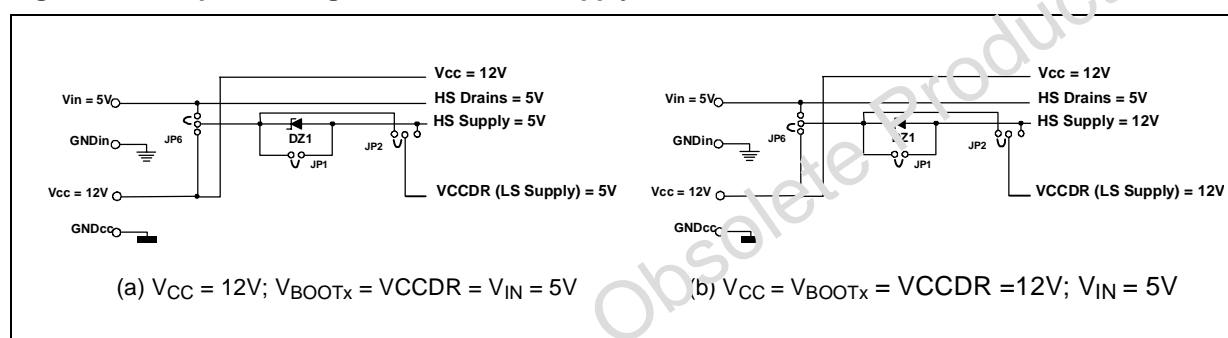 Vcc = 12V
Vin = 5V
HS Drains = 5V
HS Supply = 5V
JP6
DZ1
JP2
GNDin
JP1
Vcc = 12V
VCCDR (LS Supply) = 5V
GNDcc
(a) VCC = 12V; VBOOTx = VCCDR = VIN = 5V
Vcc = 12V
Vin = 5V
HS Drains = 5V
HS Supply = 12V
JP6
DZ1
JP2
GNDin
JP1
Vcc = 12V
VCCDR (LS Supply) = 12V
GNDcc
(b) VCC = VBOOTx = VCCDR =12V; VIN = 5V
Obsolete Product